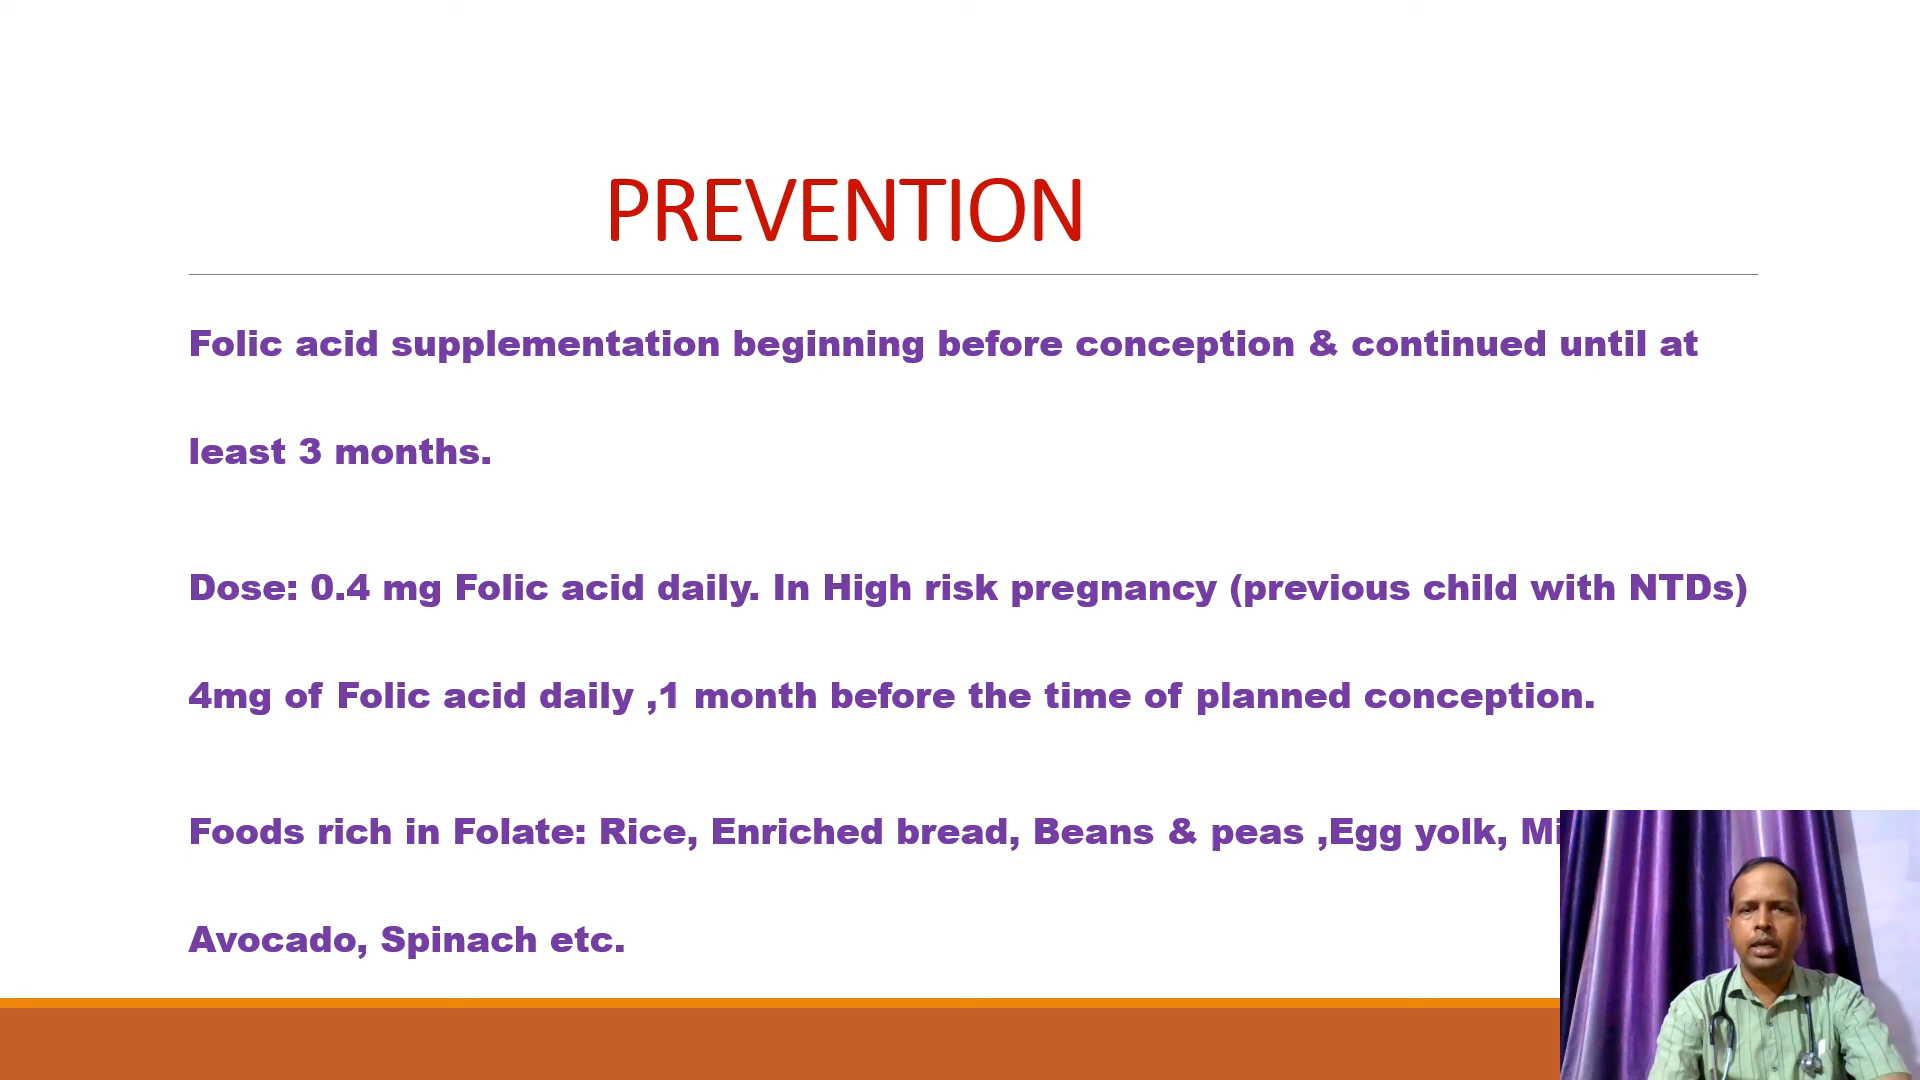 PREVENTION
Folic acid supplementation beginning before conception & continued until at
least 3 months.
Dose: 0.4 mg Folic acid daily. In High risk pregnancy (previous child with NTDs)
4mg of Folic acid daily ,1 month before the time of planned conception.
Foods rich in Folate: Rice, Enriched bread, Beans & peas ,Egg yolk,
Avocado, Spinach etc.